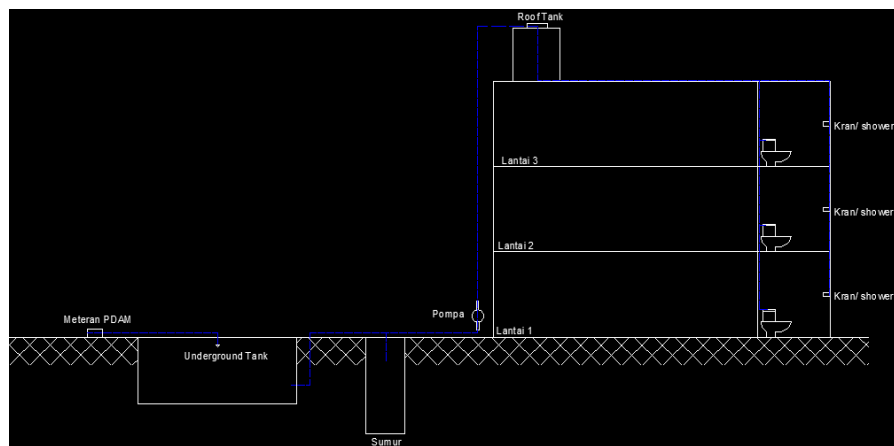 Roof Tank
Kran/ shower
Lantai 3
Kran/ shower
Lantai 2
Kran/ shower
Pompa
Meteran PDAM
Lantai 1
Underground Tank
Sumur